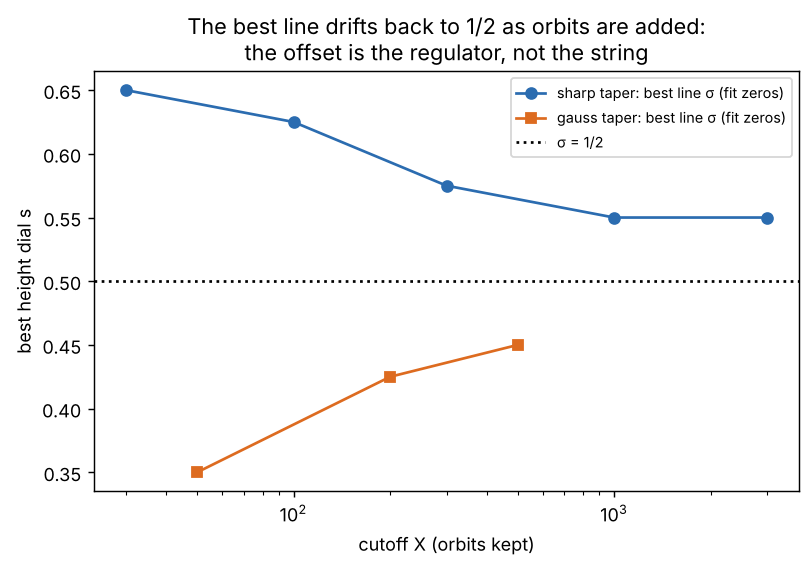 The best line drifts back to 1/2 as orbits are added:
the offset is the regulator, not the string
sharp taper: best line σ (fit zeros)
gauss taper: best line σ (fit zeros)
σ = 1/2
best height dial s
0.65
0.60
0.55
0.50
0.45
0.40
0.35
10²
10³
cutoff X (orbits kept)